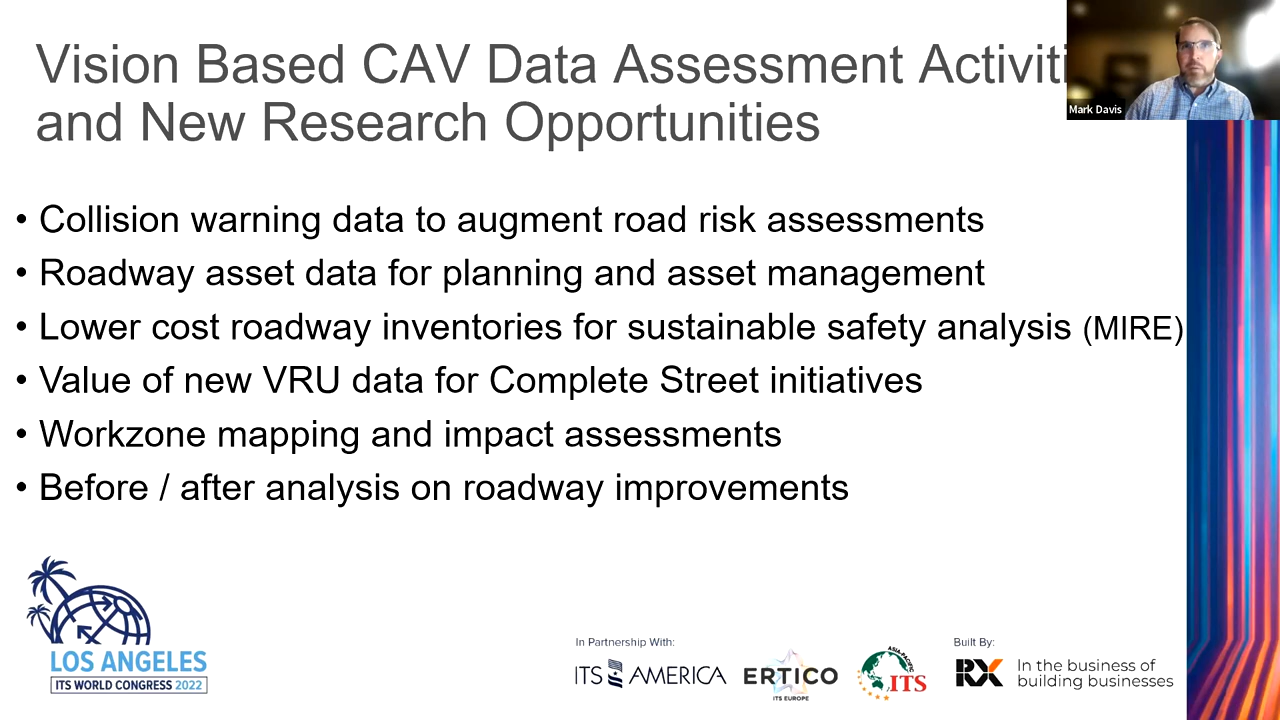 Vision Based CAV Data Assessment Activiti
and New Research Opportunities
Mark Davis
• Collision warning data to augment road risk assessments
• Roadway asset data for planning and asset management
• Lower cost roadway inventories for sustainable safety analysis (MIRE)
• Value of new VRU data for Complete Street initiatives
• Workzone mapping and impact assessments
• Before / after analysis on roadway improvements
LOS ANGELES
ITS WORLD CONGRESS 2022
In Partnership With:
ITS AMERICA
ERTICO
ITS EUROPE
ASIA-PACIFIC
ITS
Built By:
RX
In the business of
building businesses